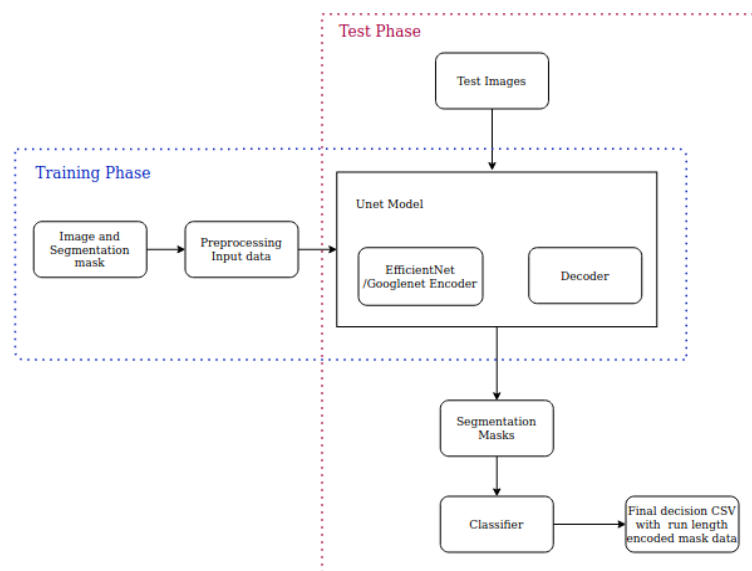 Test Phase
Test Images
Training Phase
Unet Model
Image and
Segmentation
mask
Preprocessing
Input data
EfficientNet
/Googlenet Encoder
Decoder
Segmentation
Masks
Classifier
Final decision CSV
with run length
encoded mask data